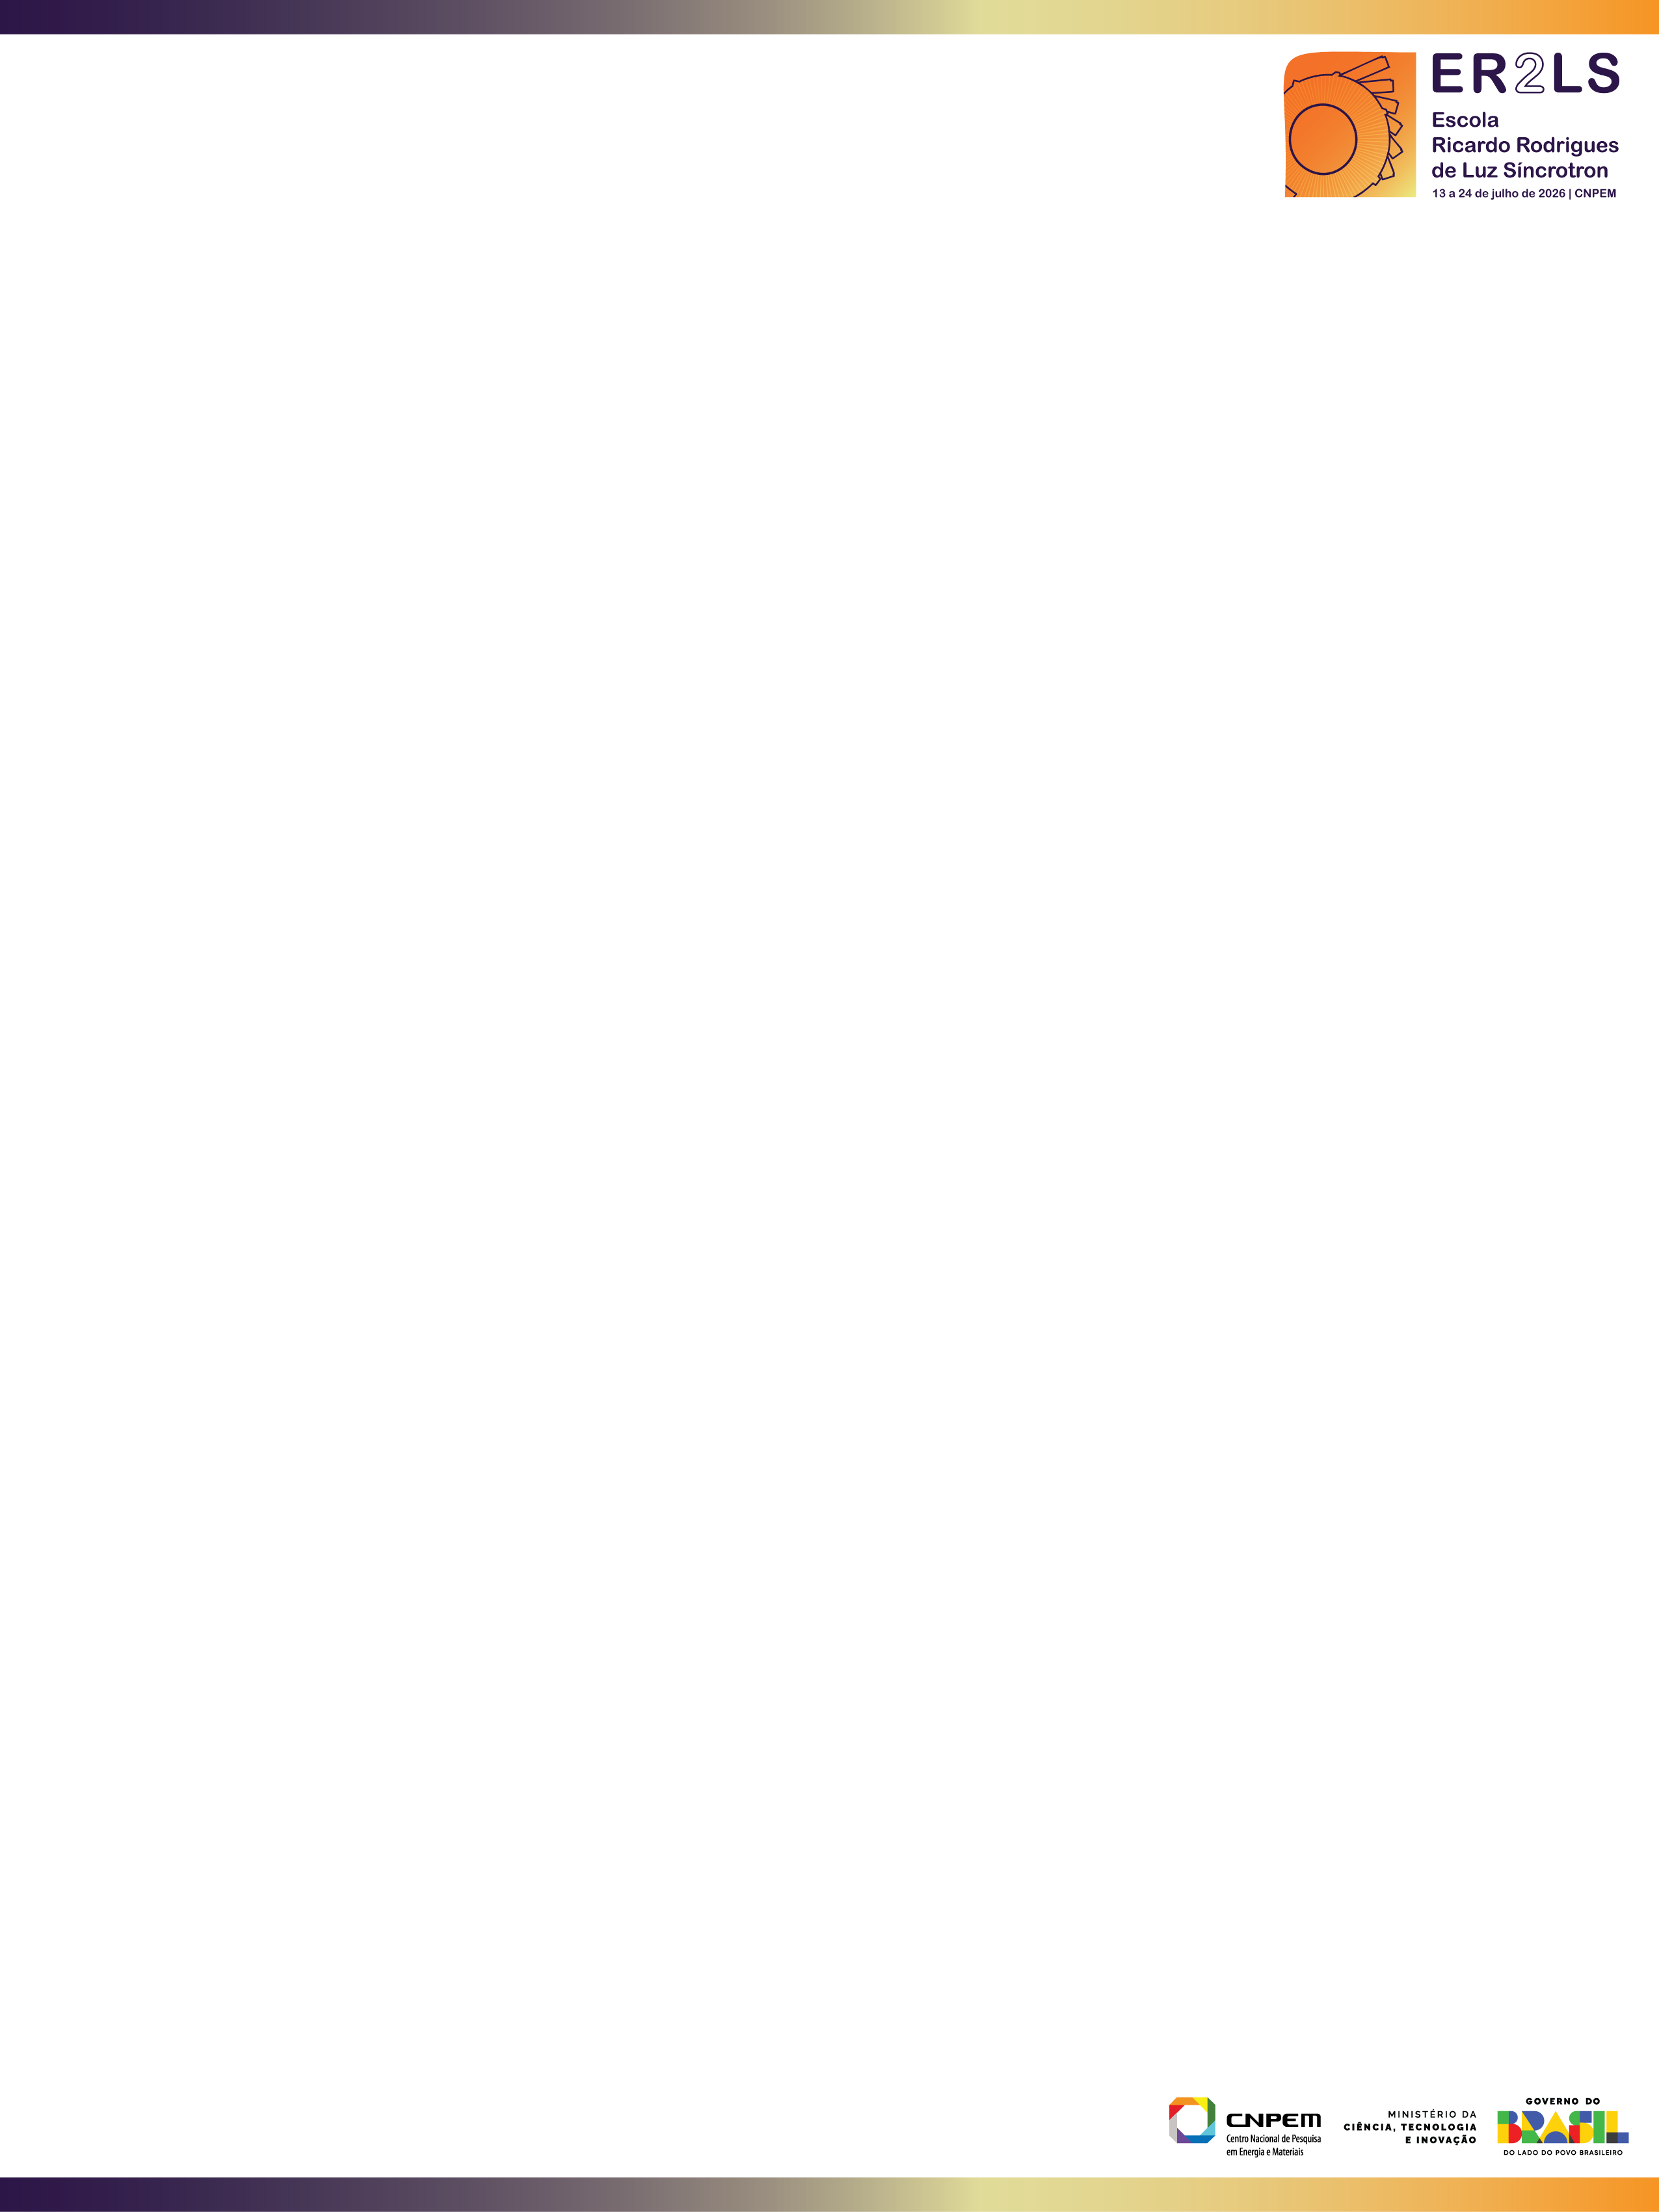 ER2LS
Escola
Ricardo Rodrigues
de Luz Síncrotron
13 a 24 de julho de 2026 | CNPEM
CNPEM
Centro Nacional de Pesquisa
em Energia e Materiais
MINISTÉRIO DA
CIÊNCIA, TECNOLOGIA
E INOVAÇÃO
GOVERNO DO
BRASIL
DO LADO DO POVO BRASILEIRO